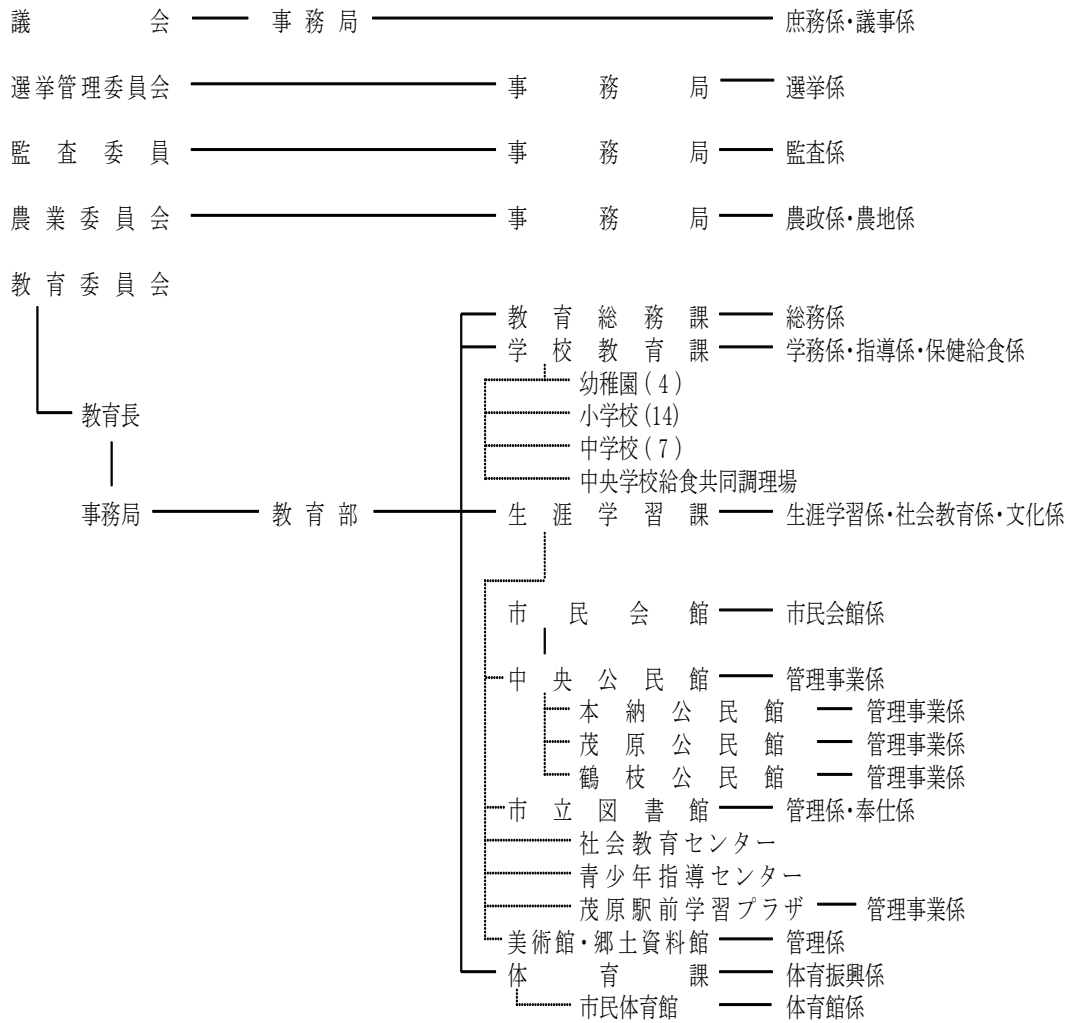 議会 事務局 庶務係・議事係
選挙管理委員会 事務局 選挙係
監査委員 事務局 監査係
農業委員会 事務局 農政係・農地係
教育委員会
教育総務課 総務係
学校教育課 学務係・指導係・保健給食係
幼稚園(4)
教育長 小学校(14)
中学校(7)
中央学校給食共同調理場
事務局 教育部 生涯学習課 生涯学習係・社会教育係・文化係
市民会館 市民会館係
中央公民館 管理事業係
本納公民館 管理事業係
茂原公民館 管理事業係
鶴枝公民館 管理事業係
市立図書館 管理係・奉仕係
社会教育センター
青少年指導センター
茂原駅前学習プラザ 管理事業係
美術館・郷土資料館 管理係
体育課 体育振興係
市民体育館 体育館係